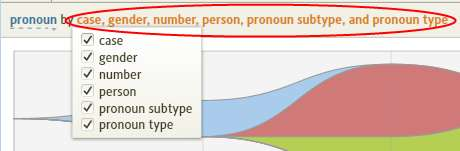 pronoun by case, gender, number, person, pronoun subtype, and pronoun type
case
gender
number
person
pronoun subtype
pronoun type